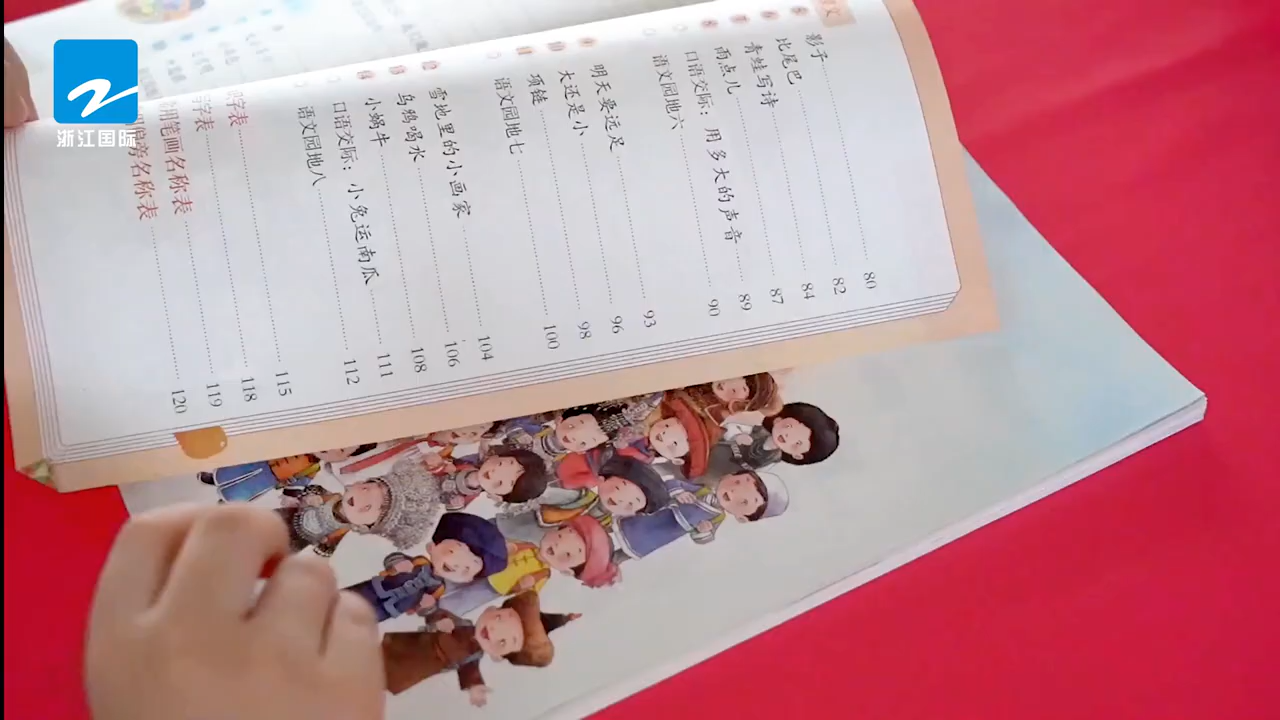 浙江国际
影子……80
比尾巴……82
青蛙写诗……84
雨点儿……87
口语交际：用多大的声音……89
语文园地六……90
明天要远足……93
大还是小……96
项链……98
语文园地七……100
雪地里的小画家……104
乌鸦喝水……106
小蜗牛……108
口语交际：小兔运南瓜……111
语文园地八……112
字表……115
字表……118
用笔画名称表……119
偏旁名称表……120